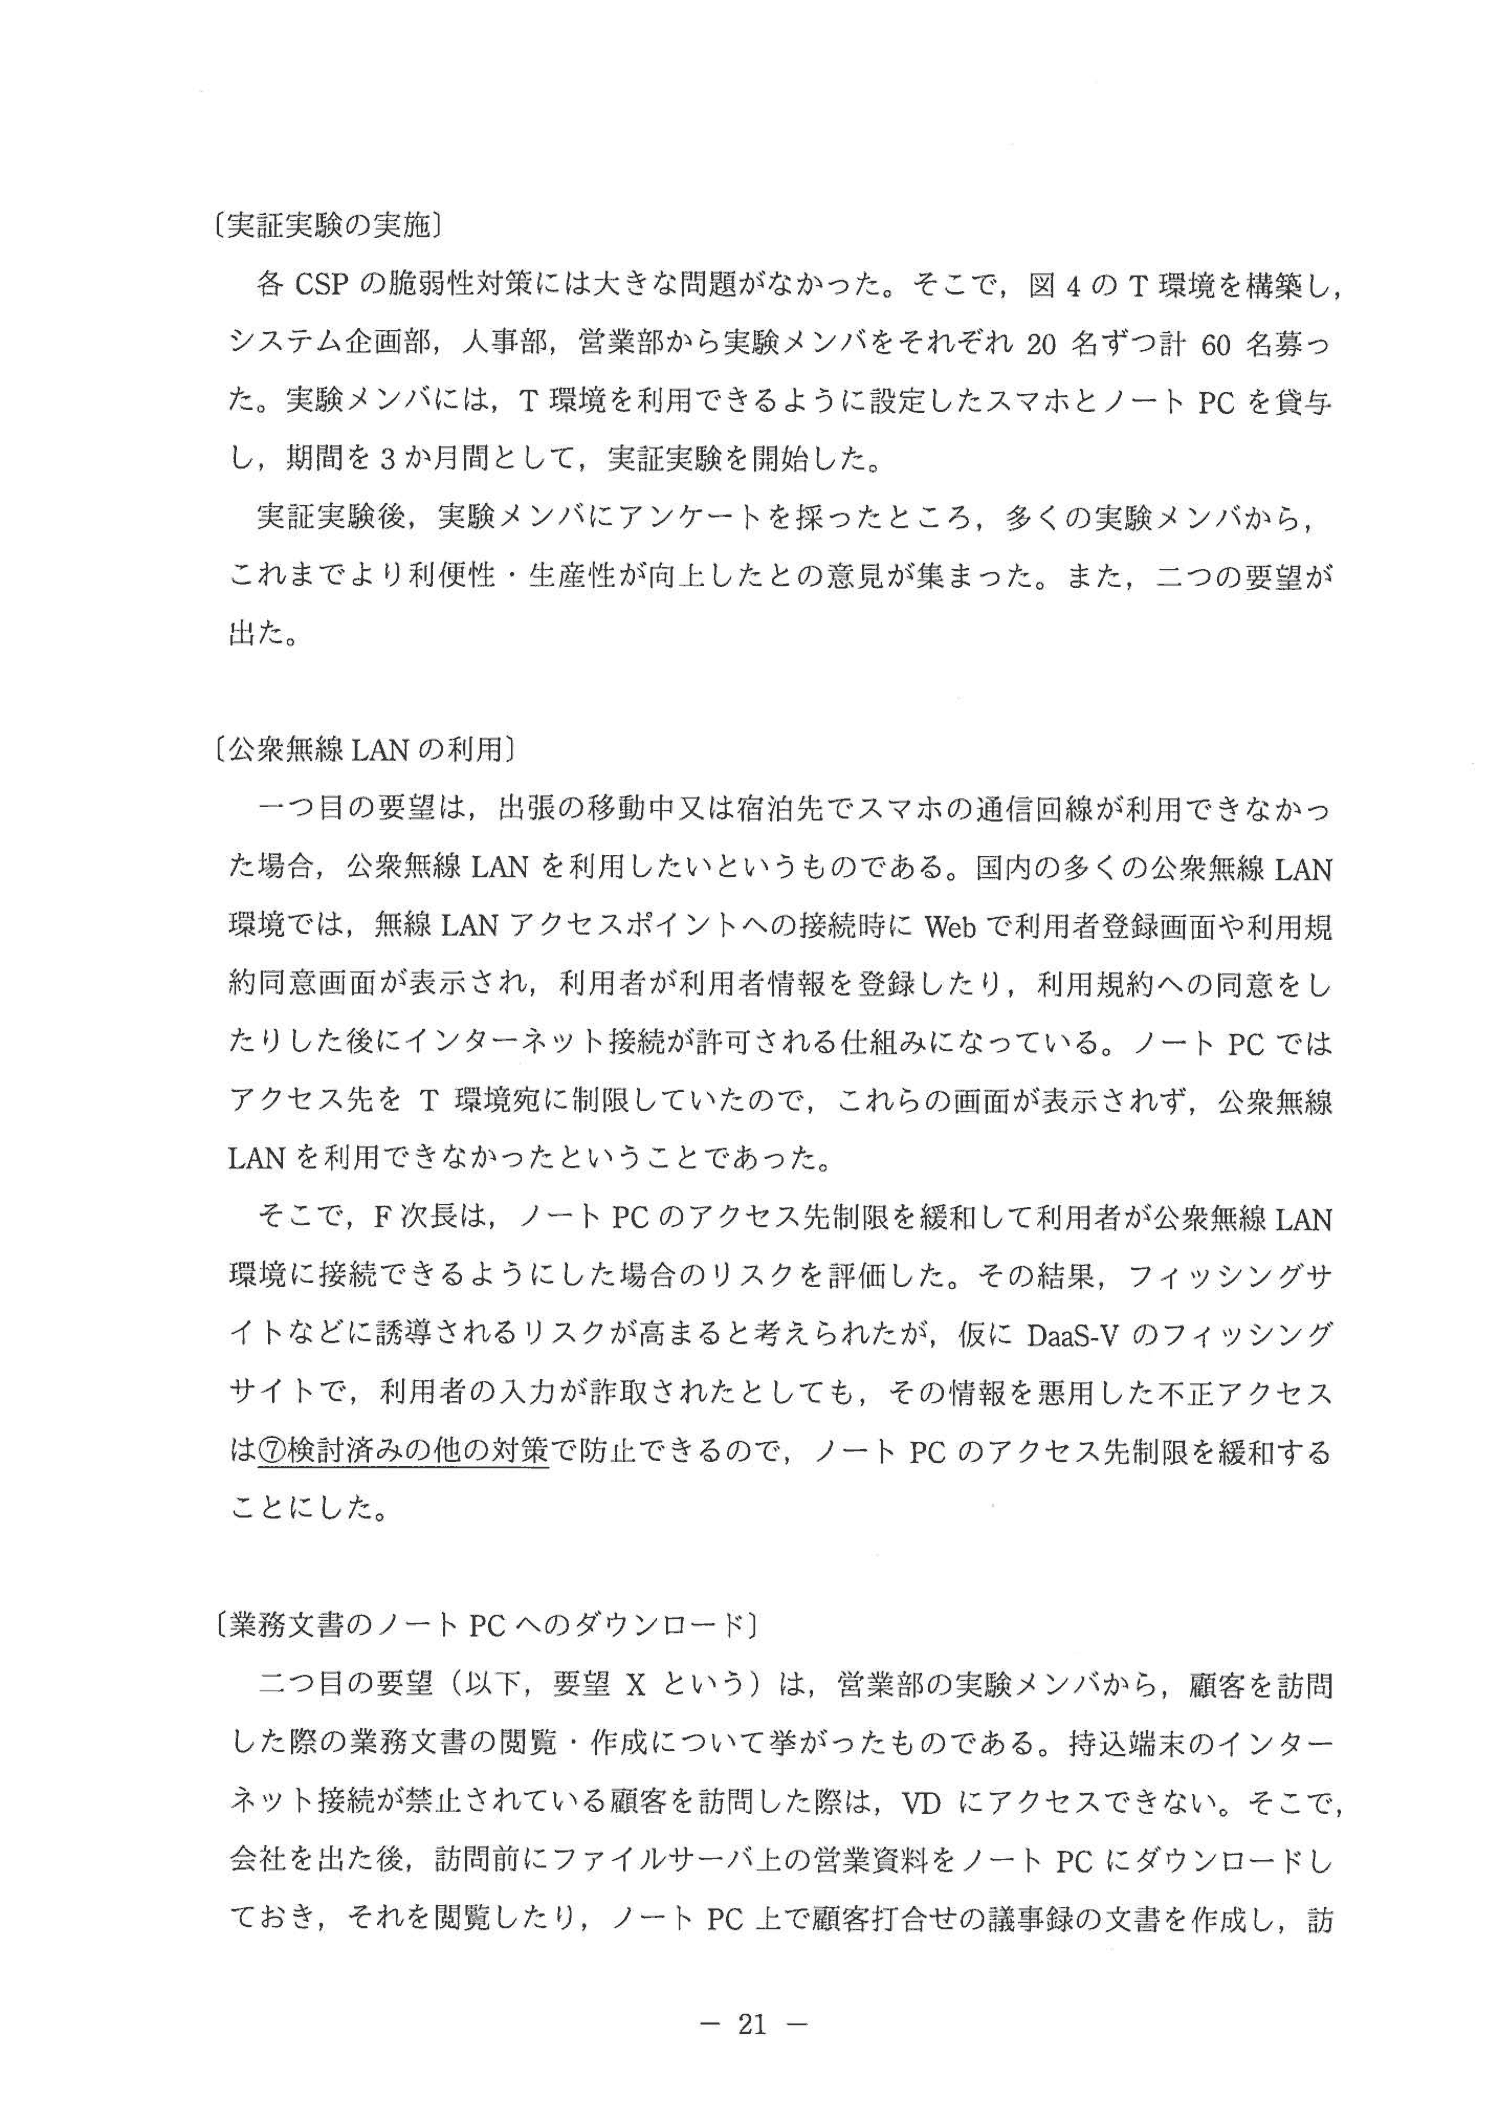 〔実証実験の実施〕
各 CSP の脆弱性対策には大きな問題がなかった。そこで，図 4 の T 環境を構築し，
システム企画部，人事部，営業部から実験メンバをそれぞれ 20 名ずつ計 60 名募っ
た。実験メンバには，T 環境を利用できるように設定したスマホとノート PC を貸与
し，期間を 3 か月間として，実証実験を開始した。
実証実験後，実験メンバにアンケートを採ったところ，多くの実験メンバから，
これまでより利便性・生産性が向上したとの意見が集まった。また，二つの要望が
出た。
〔公衆無線 LAN の利用〕
一つ目の要望は，出張の移動中又は宿泊先でスマホの通信回線が利用できなかっ
た場合，公衆無線 LAN を利用したいというものである。国内の多くの公衆無線 LAN
環境では，無線 LAN アクセスポイントへの接続時に Web で利用者登録画面や利用規
約同意画面が表示され，利用者が利用者情報を登録したり，利用規約への同意をし
たりした後にインターネット接続が許可される仕組みになっている。ノート PC では
アクセス先を T 環境宛に制限していたので，これらの画面が表示されず，公衆無線
LAN を利用できなかったということであった。
そこで，F 次長は，ノート PC のアクセス先制限を緩和して利用者が公衆無線 LAN
環境に接続できるようにした場合のリスクを評価した。その結果，フィッシングサ
イトなどに誘導されるリスクが高まると考えられたが，仮に DaaS-V のフィッシング
サイトで，利用者の入力が詐取されたとしても，その情報を悪用した不正アクセス
は⑦検討済みの他の対策で防止できるので，ノート PC のアクセス先制限を緩和する
ことにした。
〔業務文書のノート PC へのダウンロード〕
二つ目の要望（以下，要望 X という）は，営業部の実験メンバから，顧客を訪問
した際の業務文書の閲覧・作成について挙がったものである。持込端末のインター
ネット接続が禁止されている顧客を訪問した際は，VD にアクセスできない。そこで，
会社を出た後，訪問前にファイルサーバ上の営業資料をノート PC にダウンロードし
ておき，それを閲覧したり，ノート PC 上で顧客打合せの議事録の文書を作成し，訪
－ 21 －